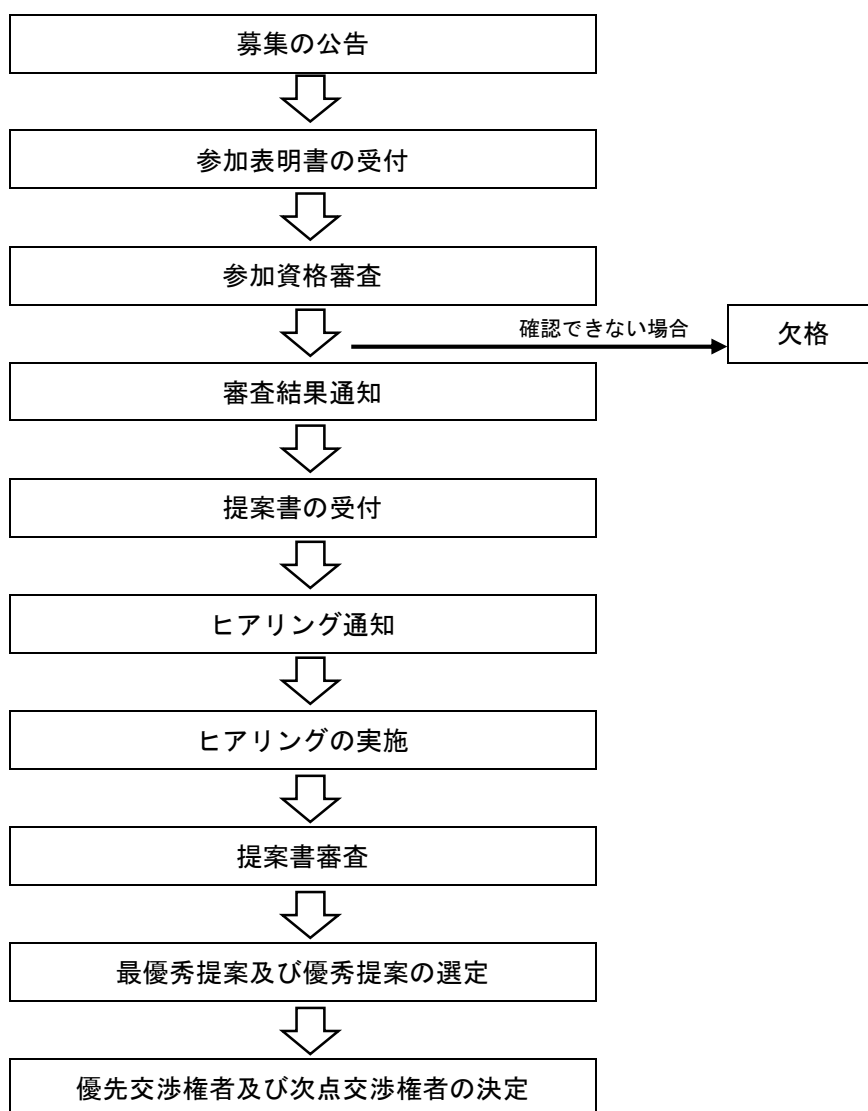 募集の公告
参加表明書の受付
参加資格審査
確認できない場合
欠格
審査結果通知
提案書の受付
ヒアリング通知
ヒアリングの実施
提案書審査
最優秀提案及び優秀提案の選定
優先交渉権者及び次点交渉権者の決定